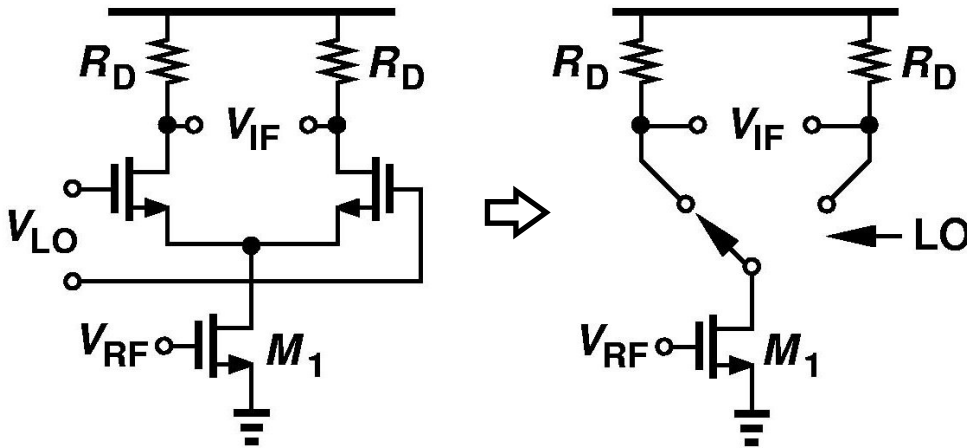 R_D R_D
V_IF
V_LO
V_RF M_1
R_D R_D
V_IF
LO
V_RF M_1